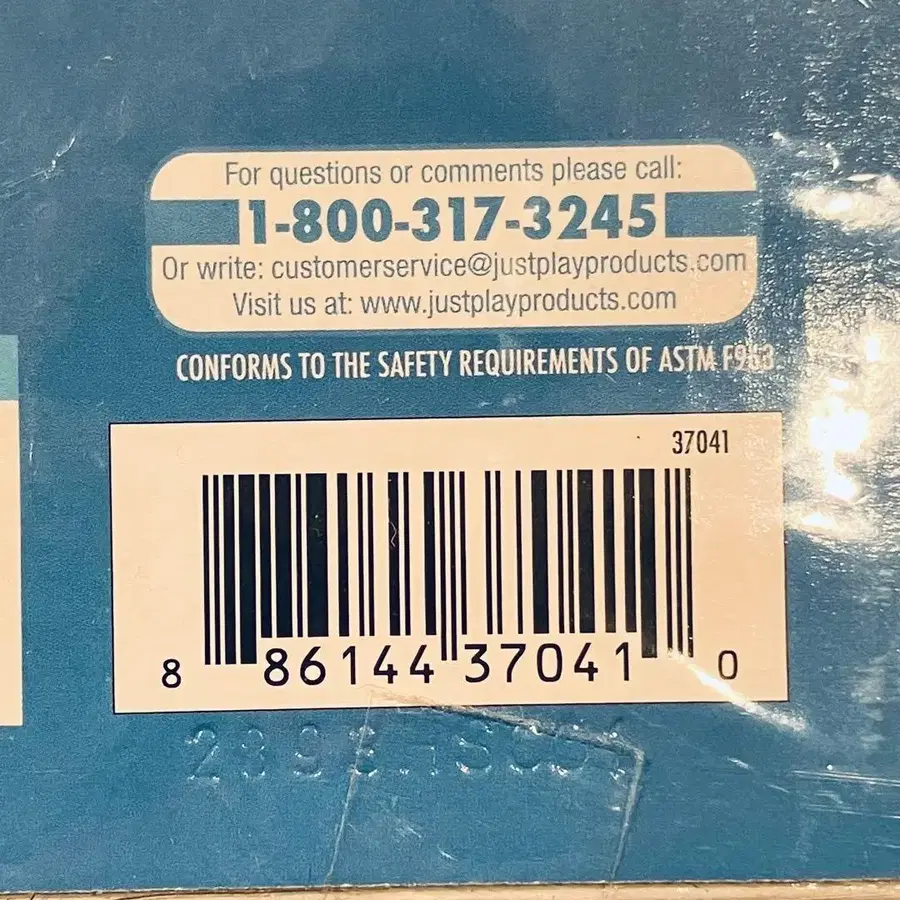 For questions or comments please call:
1-800-317-3245
Or write: customerservice@justplayproducts.com
Visit us at: www.justplayproducts.com
CONFORMS TO THE SAFETY REQUIREMENTS OF ASTM F963
37041
8 86144 37041 0